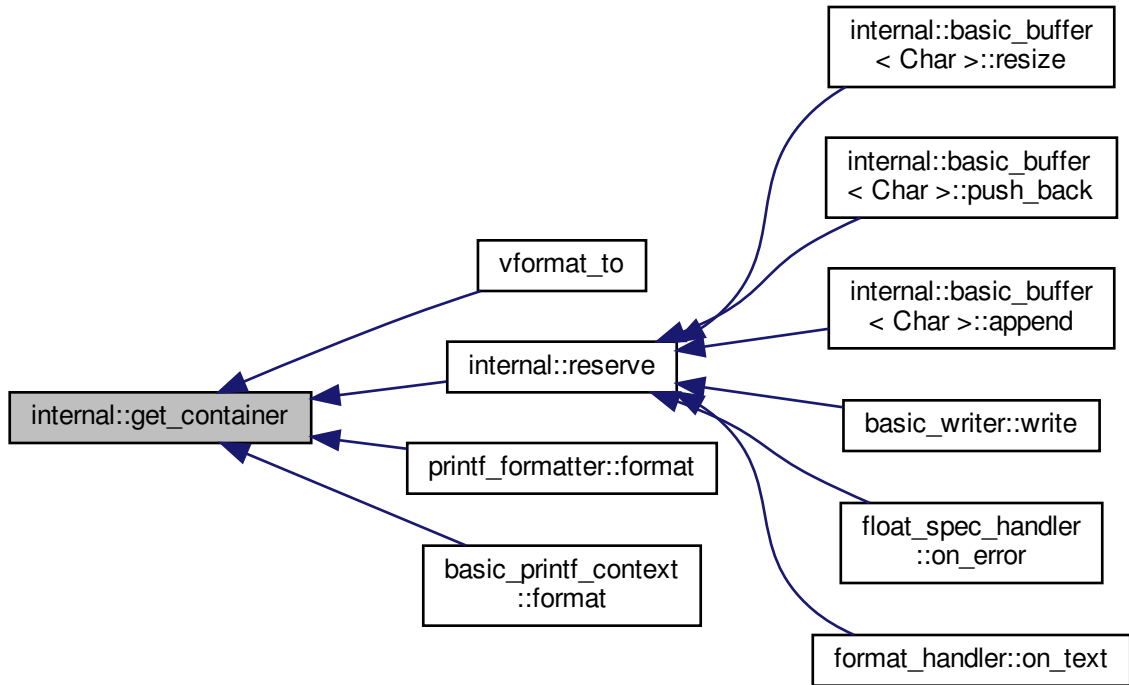 internal::get_container
vformat_to
internal::reserve
printf_formatter::format
basic_printf_context
::format
internal::basic_buffer
< Char >::resize
internal::basic_buffer
< Char >::push_back
internal::basic_buffer
< Char >::append
basic_writer::write
float_spec_handler
::on_error
format_handler::on_text